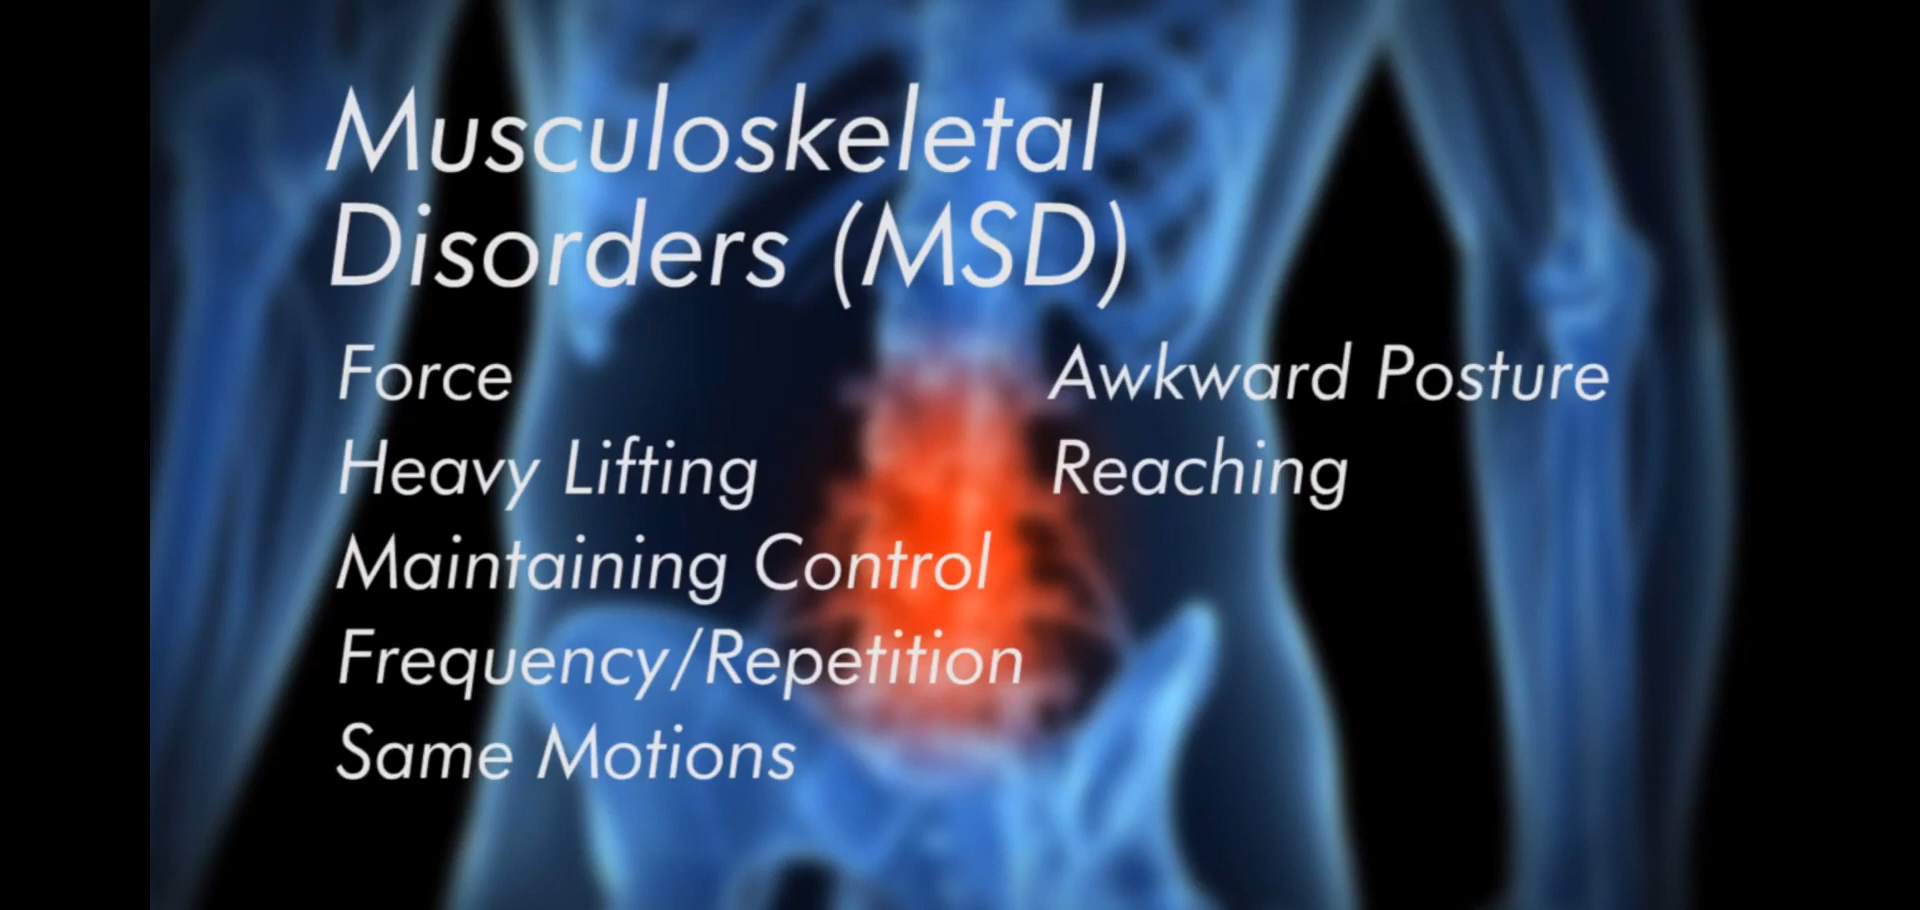 Musculoskeletal
Disorders (MSD)
Force
Heavy Lifting
Maintaining Control
Frequency/Repetition
Same Motions
Awkward Posture
Reaching